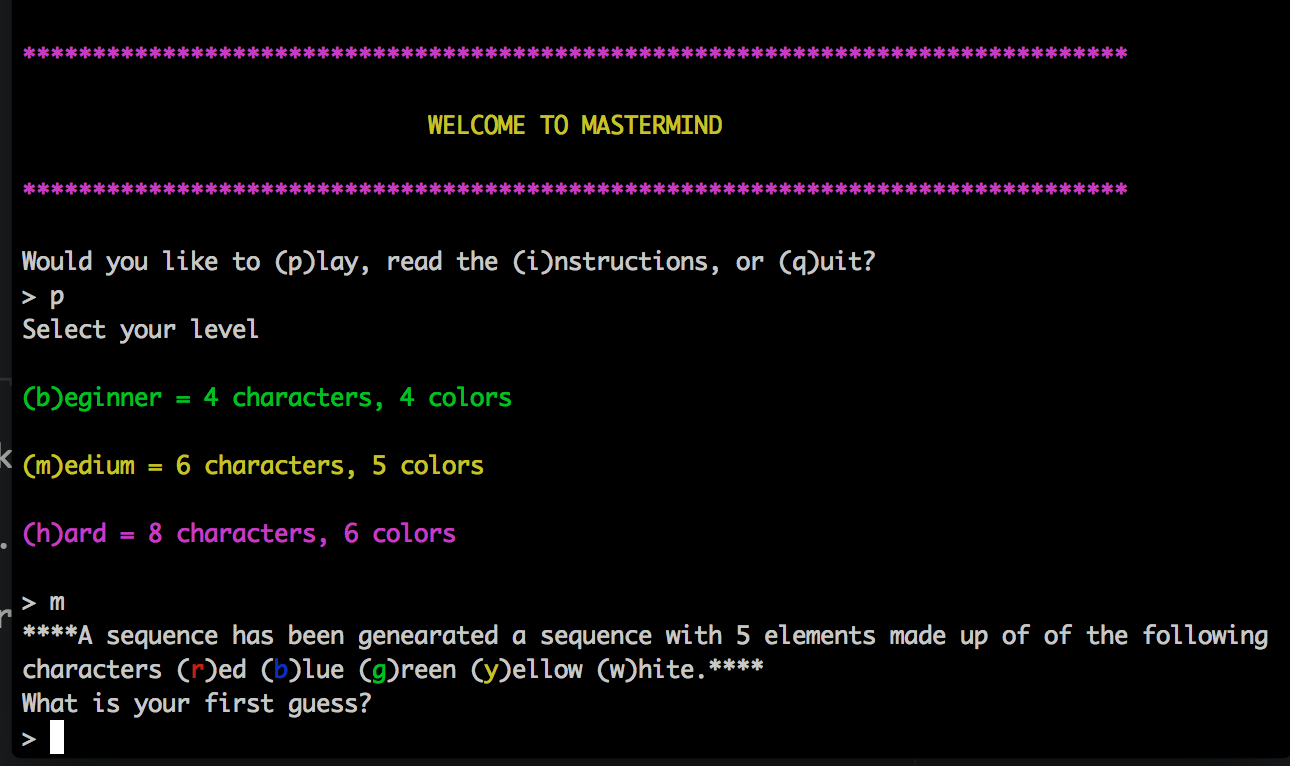 *******************************************************************************
WELCOME TO MASTERMIND
*******************************************************************************
Would you like to (p)lay, read the (i)nstructions, or (q)uit?
> p
Select your level
(b)eginner = 4 characters, 4 colors
(m)edium = 6 characters, 5 colors
(h)ard = 8 characters, 6 colors
> m
****A sequence has been genearated a sequence with 5 elements made up of of the following
characters (r)ed (b)lue (g)reen (y)ellow (w)hite.****
What is your first guess?
>